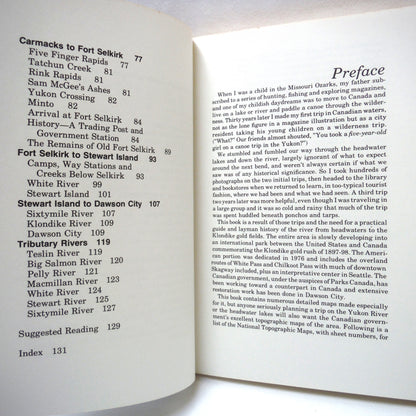 Carmacks to Fort Selkirk 77
Five Finger Rapids 77
Tatchun Creek 81
Rink Rapids 81
Sam McGee's Ashes 81
Yukon Crossing 82
Minto 82
Arrival at Fort Selkirk 82
History—A Trading Post and
Government Station 84
The Remains of Old Fort Selkirk 89
Fort Selkirk to Stewart Island 93
Camps, Way Stations and
Creeks Below Selkirk 93
White River 93
Stewart Island 93
Stewart Island to Dawson City 107
Sixtymile River 107
Klondike River 109
Dawson City 109
Tributary Rivers 119
Teslin River 119
Big Salmon River 120
Pelly River 121
Macmillan River 123
White River 124
Stewart River 125
Sixtymile River 127
Suggested Reading 129
Index 131
Preface
When I was a child in the Missouri Ozarks, my father sub-
scribed to a series of hunting, fishing and exploring magazines,
and one of my childish daydreams was to move to Canada and
live on a lake or river and paddle a canoe through the wilder-
ness. Thirty years later I made my first trip in Canadian waters,
not as the lone figure in a magazine illustration but as a city
resident taking his young children on a wilderness trip.
("What?" Our friends almost shouted, "You took a five-year-old
girl on a canoe trip in the Yukon?")
We stumbled and fumbled our way through the headwater
lakes and down the river, largely ignorant of what to expect
around the next bend, and weren't always certain of what we
saw was of any historical significance. So I took hundreds of
photographs on the two initial trips, then headed to the library
and bookstores when we returned to learn, in too-typical tourist
fashion, where we had been and what we had seen. A third trip
two years later was more helpful, even though I was traveling in
a large group and it was so cold and rainy that much of the trip
was spent huddled beneath ponchos and tarps.
This book is a result of those trips and the need for a practical
guide and layman history of the river from headwaters to the
Klondike gold fields. The entire area is slowly developing into
an international park between the United States and Canada
commemorating the Klondike gold rush of 1897-98. The Ameri-
can portion was dedicated in 1976 and includes the overland
routes of White Pass and Chilkoot Pass with much of downtown
Skagway included, plus an interpretative center in Seattle. The
Canadian government, under the auspices of Parks Canada, has
been working toward a counterpart in Canada and extensive
restoration work has been done in Dawson City.
This book contains numerous detailed maps made especially
for it, but anyone seriously planning a trip on the Yukon River
or the headwater lakes will also want the Canadian govern-
ment's excellent topographic maps of the area. Following is a
list of the National Topographic Maps, with sheet numbers, for